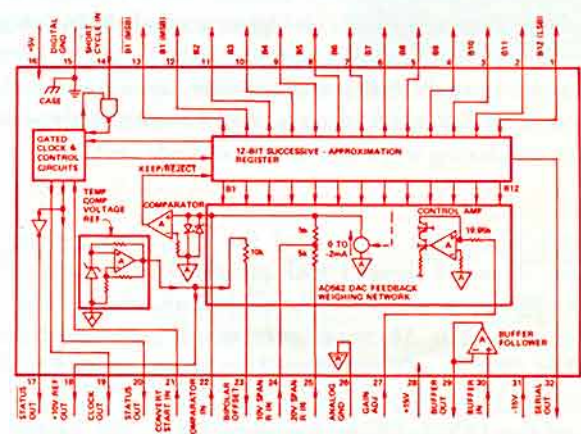 +5V
DIGITAL GND
SHORT CYCLE IN
B1 (MSB)
B1 (MSB)
B2
B3
B4
B5
B6
B7
B8
B9
B10
B11
B12 (LSB)
16 15 14 13 12 11 10 9 8 7 6 5 4 3 2 1
CASE
GATED CLOCK & CONTROL CIRCUITS
12-BIT SUCCESSIVE - APPROXIMATION REGISTER
KEEP/REJECT
B1
B12
TEMP COMP VOLTAGE REF.
COMPARATOR
CONTROL AMP
A
A
A
A
A
A
A
A
10k
5k
5k
0 TO -2mA
19.95k
AD562 DAC FEEDBACK WEIGHING NETWORK
A
A
BUFFER FOLLOWER
17 18 19 20 21 22 23 24 25 26 27 28 29 30 31 32
STATUS OUT
+10V REF OUT
CLOCK OUT
STATUS OUT
CONVERT START IN
COMPARATOR IN
BIPOLAR OFFSET
10V SPAN R IN
20V SPAN R IN
ANALOG GND
GAIN ADJ
+15V
BUFFER OUT
BUFFER IN
-15V
SERIAL OUT